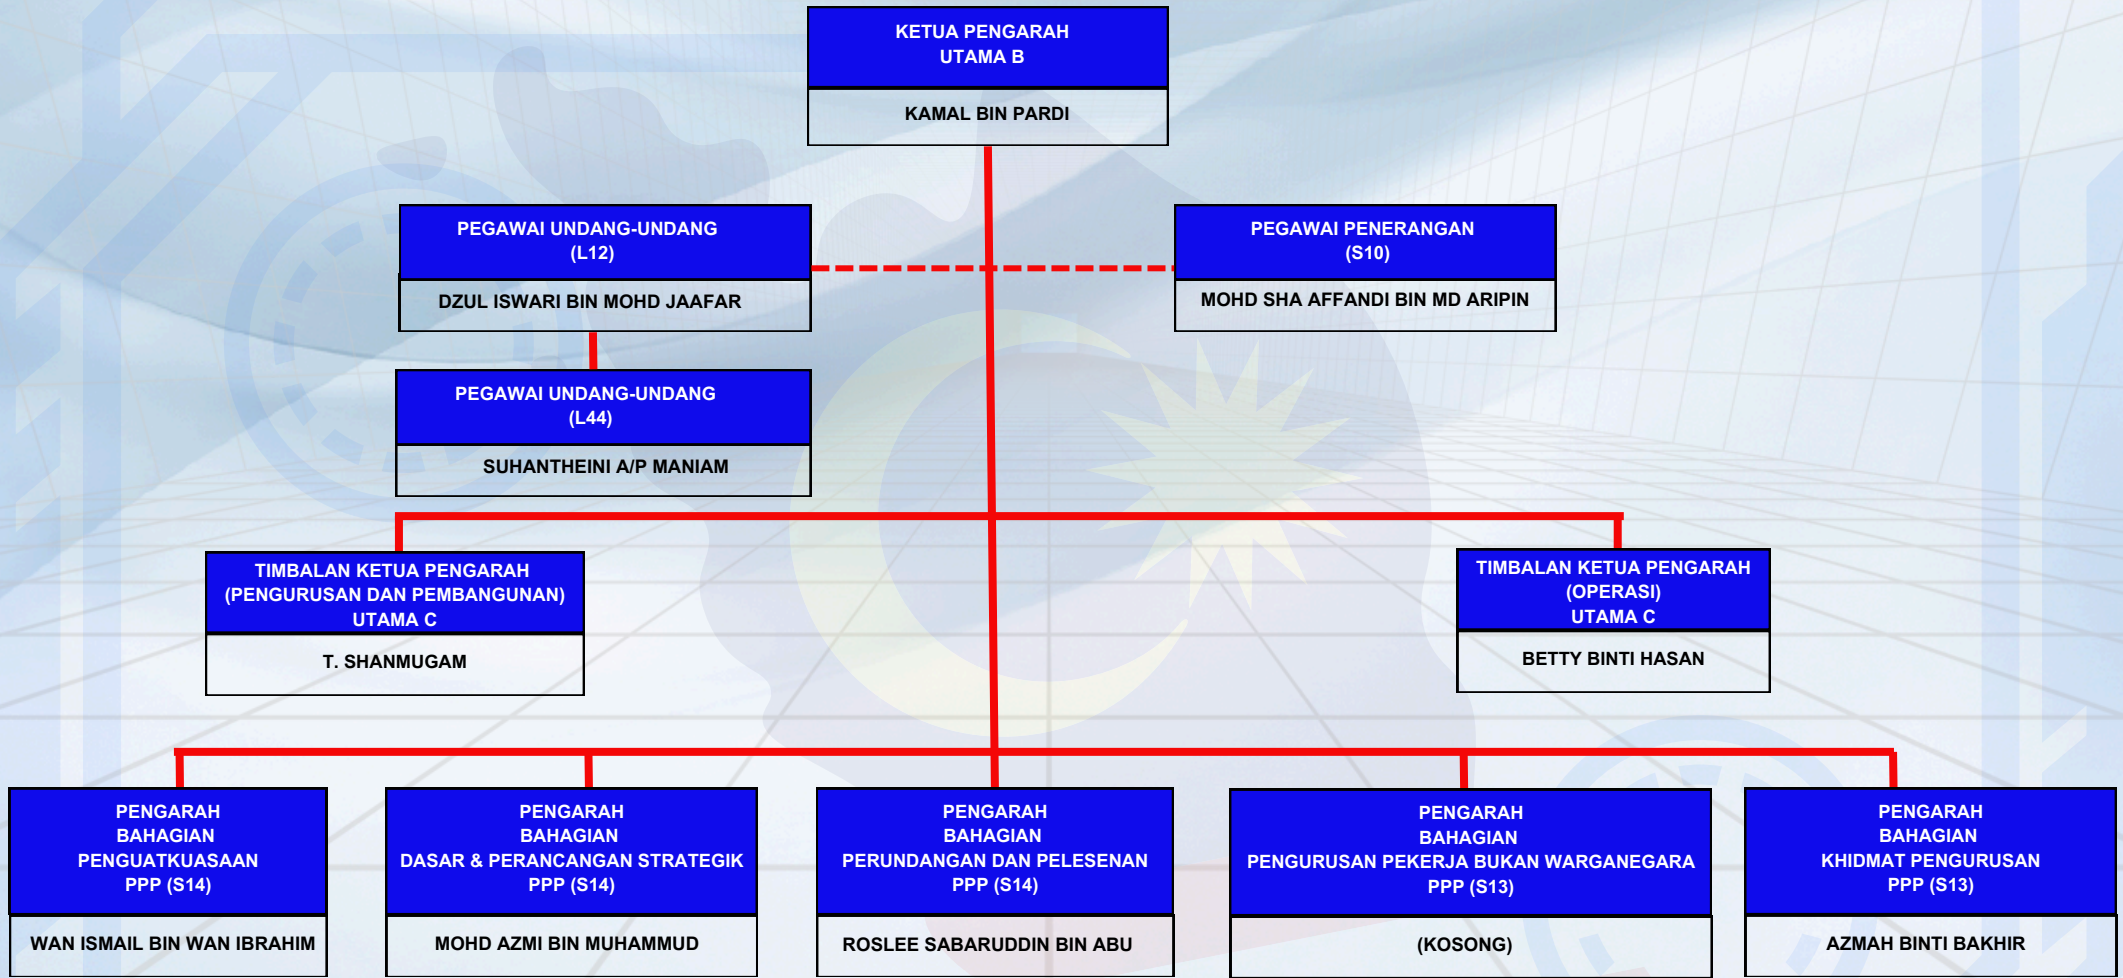 KETUA PENGARAH
UTAMA B
KAMAL BIN PARDI
PEGAWAI UNDANG-UNDANG
(L12)
DZUL ISWARI BIN MOHD JAAFAR
PEGAWAI PENERANGAN
(S10)
MOHD SHA AFFANDI BIN MD ARIPIN
PEGAWAI UNDANG-UNDANG
(L44)
SUHANTHEINI A/P MANIAM
TIMBALAN KETUA PENGARAH
(PENGURUSAN DAN PEMBANGUNAN)
UTAMA C
T. SHANMUGAM
TIMBALAN KETUA PENGARAH
(OPERASI)
UTAMA C
BETTY BINTI HASAN
PENGARAH
BAHAGIAN
PENGUATKUASAAN
PPP (S14)
WAN ISMAIL BIN WAN IBRAHIM
PENGARAH
BAHAGIAN
DASAR & PERANCANGAN STRATEGIK
PPP (S14)
MOHD AZMI BIN MUHAMMUD
PENGARAH
BAHAGIAN
PERUNDANGAN DAN PELESENAN
PPP (S14)
ROSLEE SABARUDDIN BIN ABU
PENGARAH
BAHAGIAN
PENGURUSAN PEKERJA BUKAN WARGANEGARA
PPP (S13)
(KOSONG)
PENGARAH
BAHAGIAN
KHIDMAT PENGURUSAN
PPP (S13)
AZMAH BINTI BAKHIR